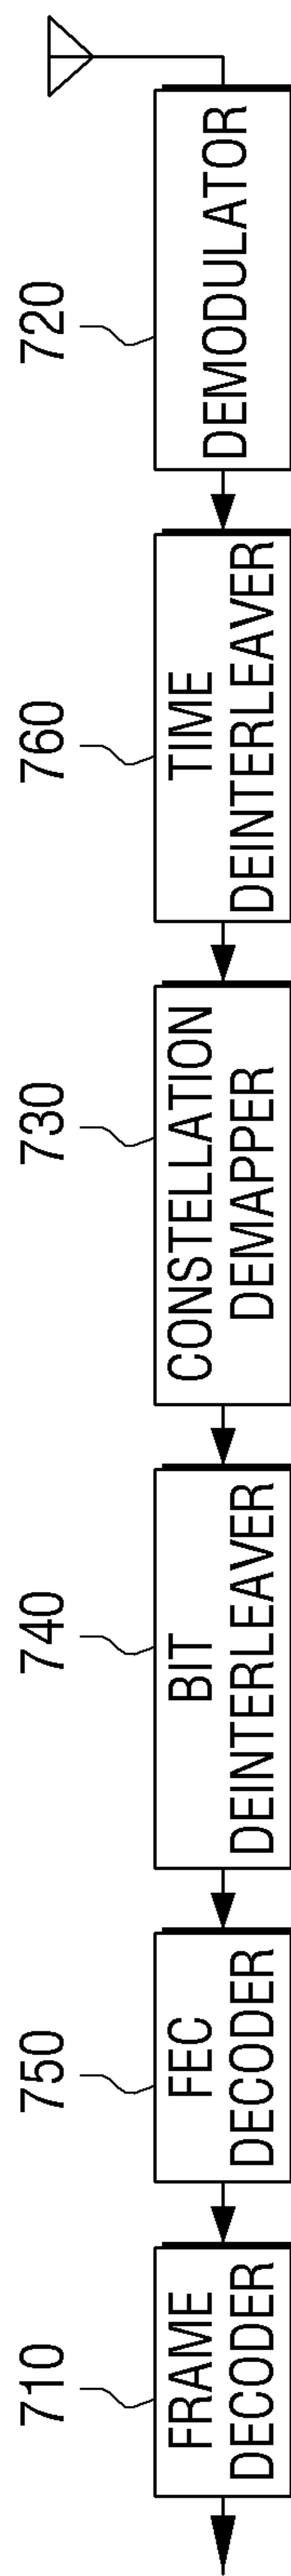 710
FRAME
DECODER
750
FEC
DECODER
740
BIT
DEINTERLEAVER
730
CONSTELLATION
DEMAPPER
760
TIME
DEINTERLEAVER
720
DEMODULATOR